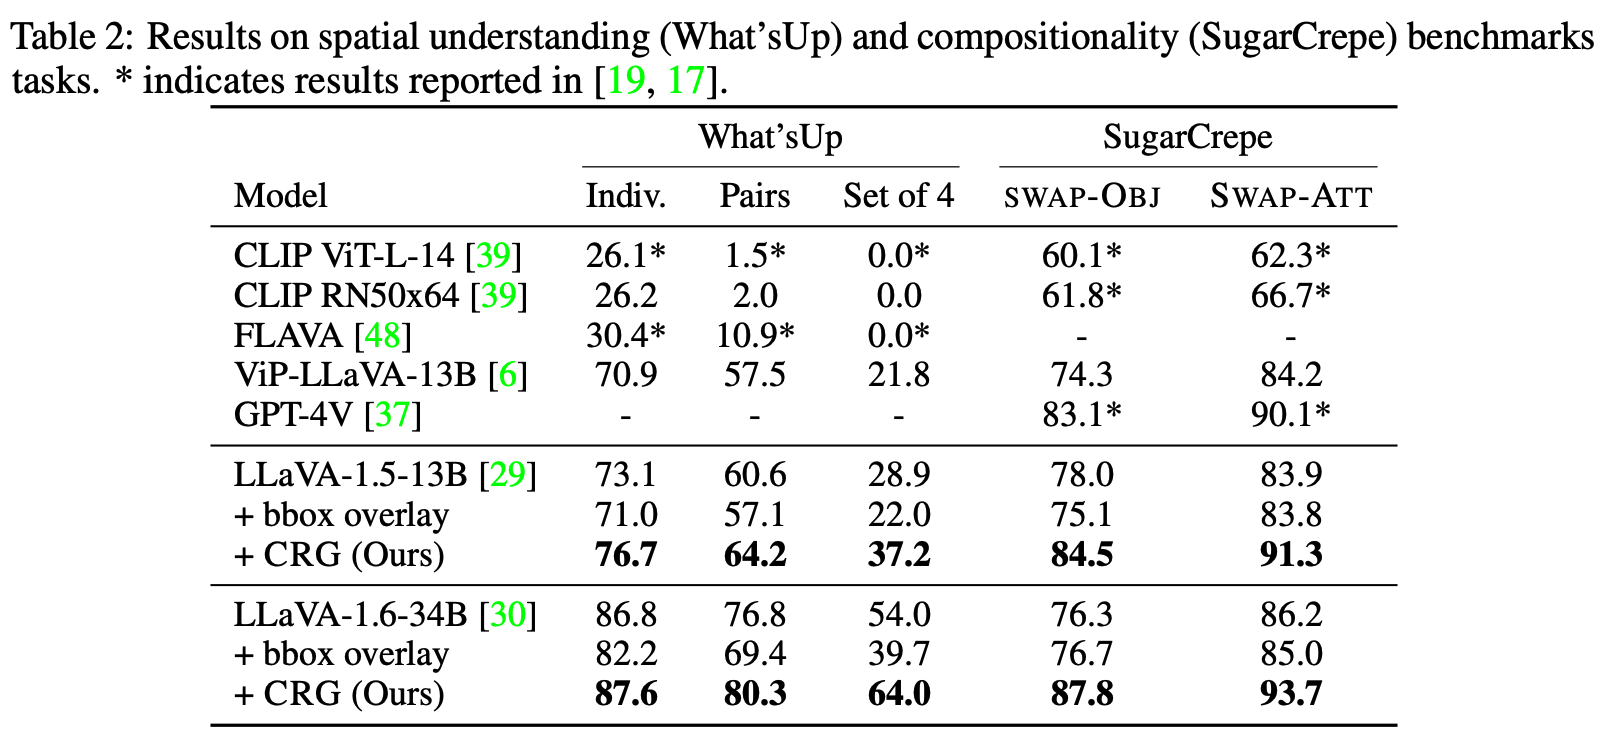 Table 2: Results on spatial understanding (What'sUp) and compositionality (SugarCrepe) benchmarks
tasks. * indicates results reported in [19, 17].
What'sUp SugarCrepe
Model Indiv. Pairs Set of 4 SWAP-OBJ SWAP-ATT
CLIP ViT-L-14 [39] 26.1* 1.5* 0.0* 60.1* 62.3*
CLIP RN50x64 [39] 26.2 2.0 0.0 61.8* 66.7*
FLAVA [48] 30.4* 10.9* 0.0* - -
ViP-LLaVA-13B [6] 70.9 57.5 21.8 74.3 84.2
GPT-4V [37] - - - 83.1* 90.1*
LLaVA-1.5-13B [29] 73.1 60.6 28.9 78.0 83.9
+ bbox overlay 71.0 57.1 22.0 75.1 83.8
+ CRG (Ours) 76.7 64.2 37.2 84.5 91.3
LLaVA-1.6-34B [30] 86.8 76.8 54.0 76.3 86.2
+ bbox overlay 82.2 69.4 39.7 76.7 85.0
+ CRG (Ours) 87.6 80.3 64.0 87.8 93.7